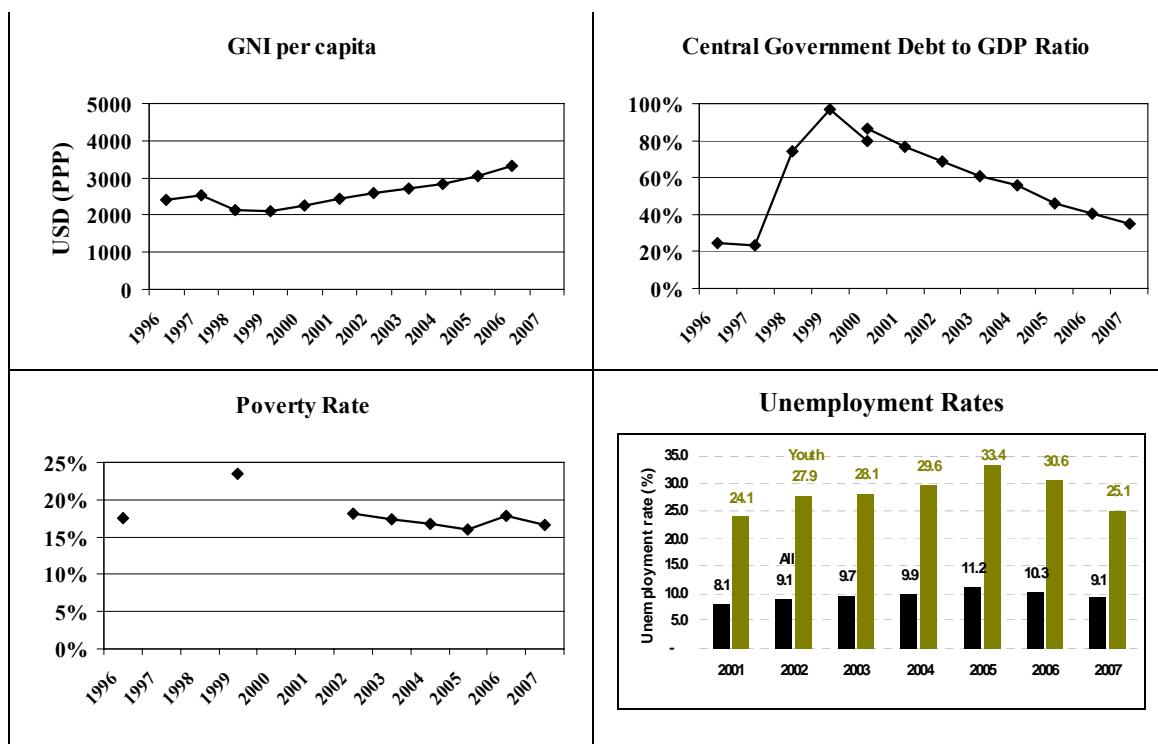 GNI per capita
USD (PPP)
5000
4000
3000
2000
1000
0
1996 1997 1998 1999 2000 2001 2002 2003 2004 2005 2006 2007
Central Government Debt to GDP Ratio
100%
80%
60%
40%
20%
0%
1996 1997 1998 1999 2000 2001 2002 2003 2004 2005 2006 2007
Poverty Rate
25%
20%
15%
10%
5%
0%
1996 1997 1998 1999 2000 2001 2002 2003 2004 2005 2006 2007
Unemployment Rates
Unemployment rate (%)
35.0
30.0
25.0
20.0
15.0
10.0
5.0
-
Youth
24.1 27.9 28.1 29.6 33.4 30.6 25.1
All
8.1 9.1 9.7 9.9 11.2 10.3 9.1
2001 2002 2003 2004 2005 2006 2007